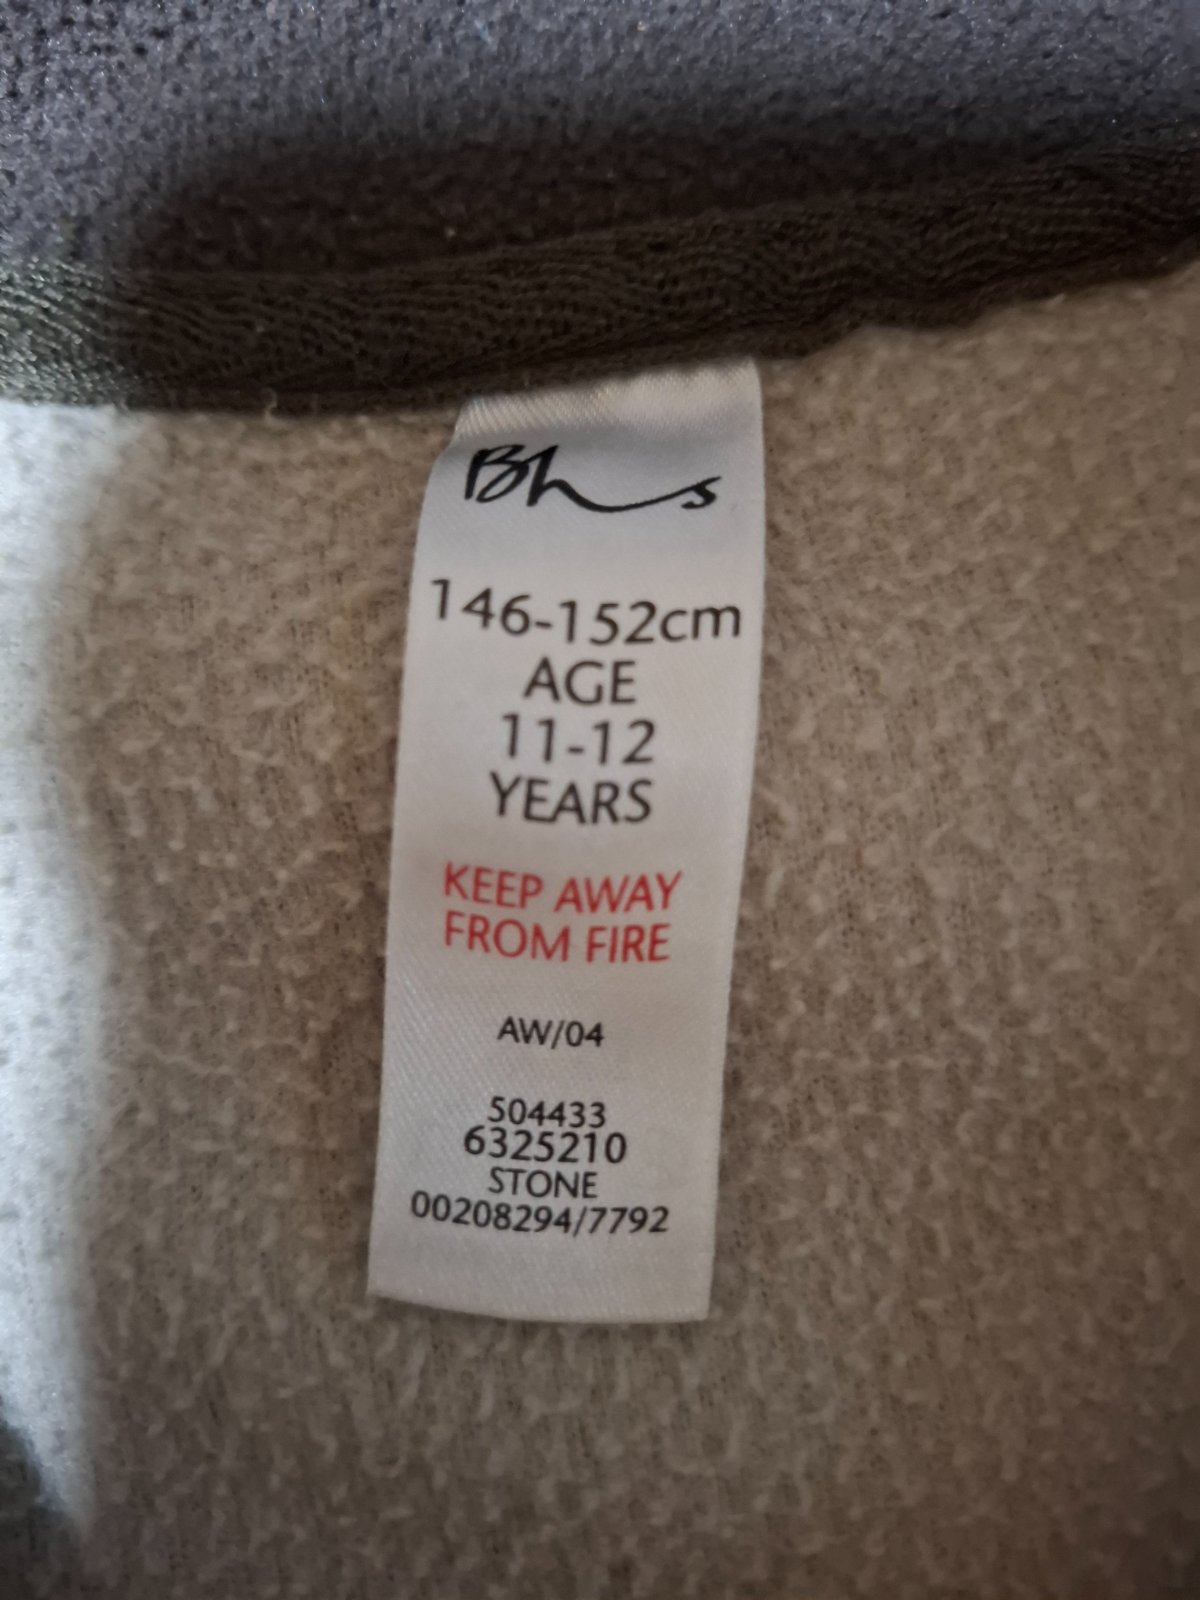 Bhs
146-152cm
AGE
11-12
YEARS
KEEP AWAY
FROM FIRE
AW/04
504433
6325210
STONE
00208294/7792